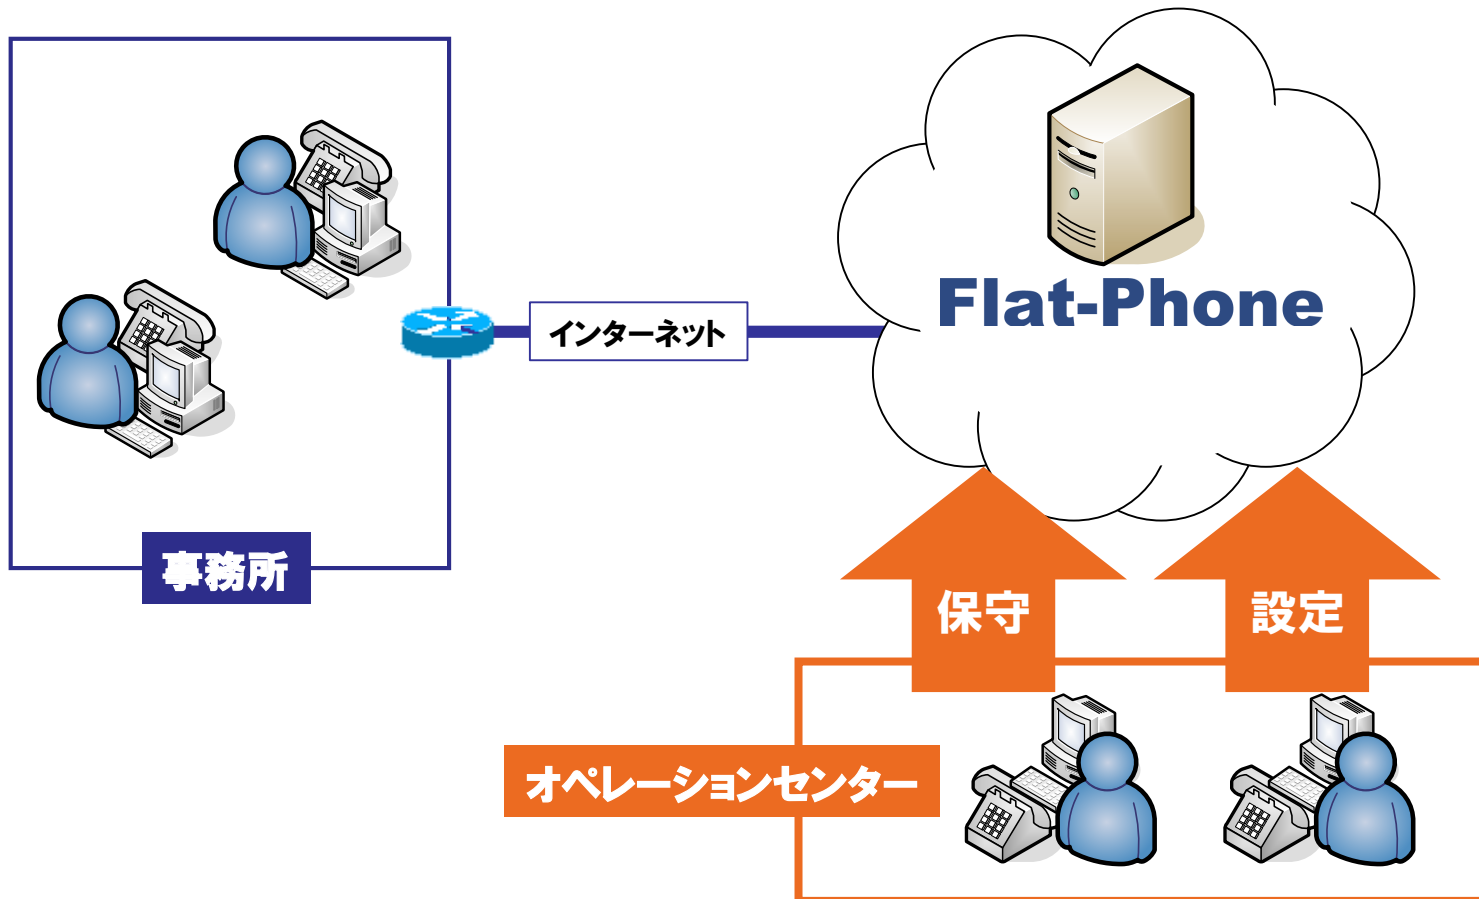 Flat-Phone
インターネット
事務所
保守
設定
オペレーションセンター